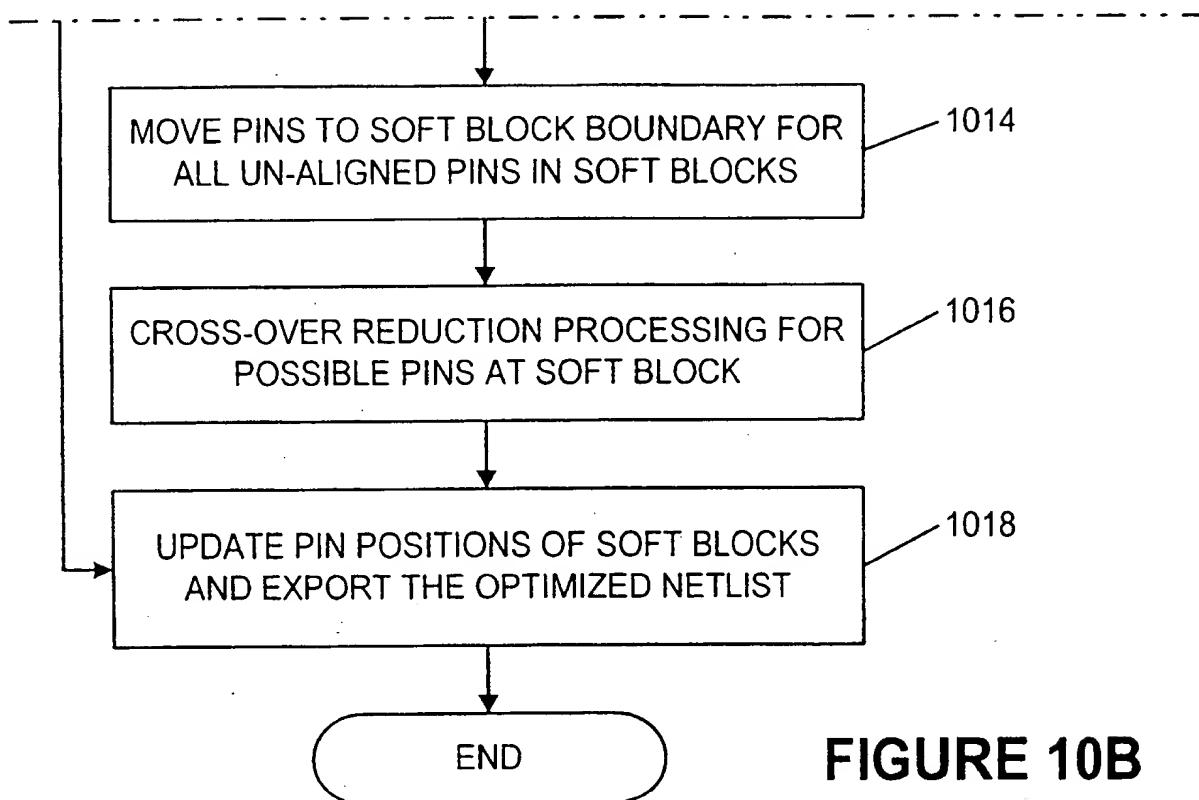 MOVE PINS TO SOFT BLOCK BOUNDARY FOR
ALL UN-ALIGNED PINS IN SOFT BLOCKS
1014
CROSS-OVER REDUCTION PROCESSING FOR
POSSIBLE PINS AT SOFT BLOCK
1016
UPDATE PIN POSITIONS OF SOFT BLOCKS
AND EXPORT THE OPTIMIZED NETLIST
1018
END
FIGURE 10B